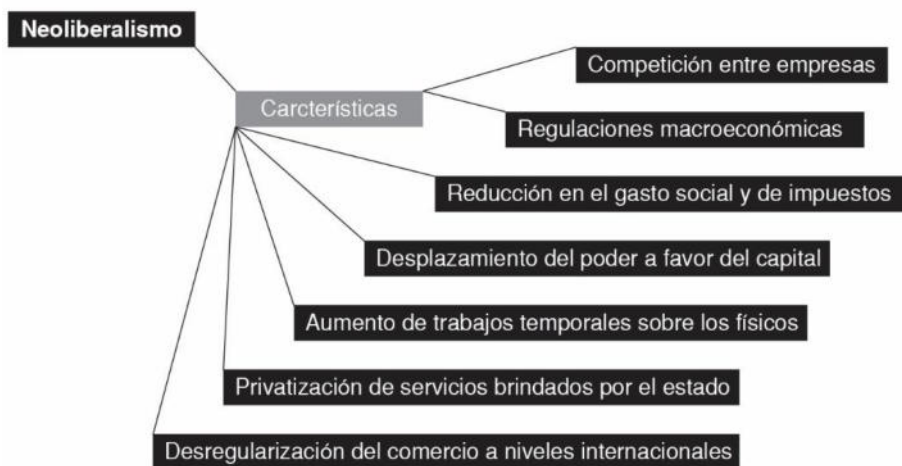 Neoliberalismo
Carcterísticas
Competición entre empresas
Regulaciones macroeconómicas
Reducción en el gasto social y de impuestos
Desplazamiento del poder a favor del capital
Aumento de trabajos temporales sobre los físicos
Privatización de servicios brindados por el estado
Desregularización del comercio a niveles internacionales